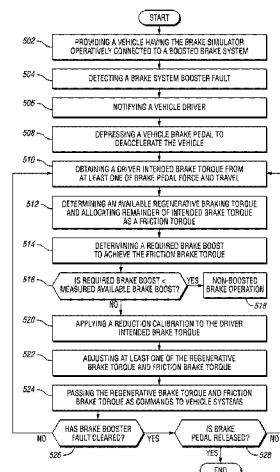 START
502
PROVIDING A VEHICLE HAVING THE BRAKE SIMULATOR
OPERATIVELY CONNECTED TO A BOOSTED BRAKE SYSTEM
504
DETECTING A BRAKE SYSTEM BOOSTER FAULT
506
NOTIFYING A VEHICLE DRIVER
508
DEPRESSING A VEHICLE BRAKE PEDAL TO
DEACCELERATE THE VEHICLE
510
OBTAINING A DRIVER INTENDED BRAKE TORQUE FROM
AT LEAST ONE OF BRAKE PEDAL FORCE AND TRAVEL
512
DETERMINING AN AVAILABLE REGENERATIVE BRAKING TORQUE
AND ALLOCATING REMAINDER OF INTENDED BRAKE TORQUE
AS A FRICTION TORQUE
514
DETERMINING A REQUIRED BRAKE BOOST
TO ACHIEVE THE FRICTION BRAKE TORQUE
516
IS REQUIRED BRAKE BOOST <
MEASURED AVAILABLE BRAKE BOOST?
YES
NON-BOOSTED
BRAKE OPERATION
518
NO
520
APPLYING A REDUCTION CALIBRATION TO THE DRIVER
INTENDED BRAKE TORQUE
522
ADJUSTING AT LEAST ONE OF THE REGENERATIVE
BRAKE TORQUE AND FRICTION BRAKE TORQUE
524
PASSING THE REGENERATIVE BRAKE TORQUE AND FRICTION
BRAKE TORQUE AS COMMANDS TO VEHICLE SYSTEMS
NO
HAS BRAKE BOOSTER
FAULT CLEARED?
526
YES
IS BRAKE
PEDAL RELEASED?
528
NO
YES
END